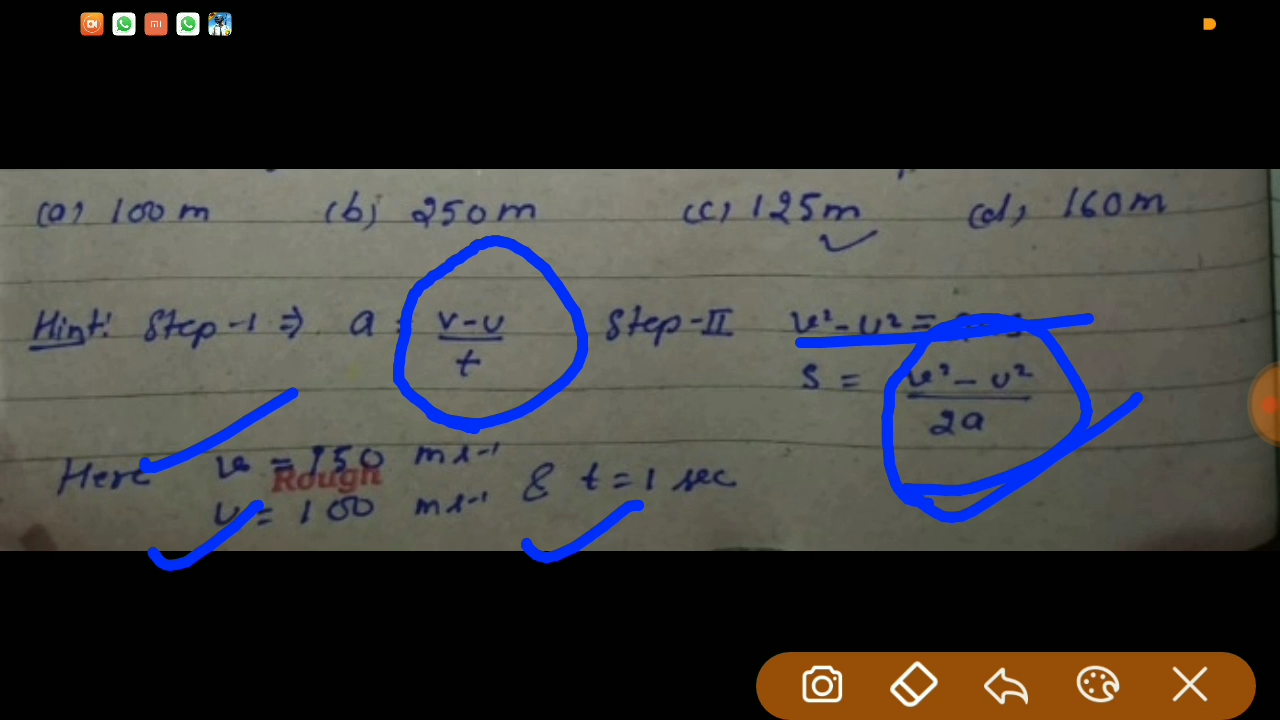 (a) 100 m (b) 250 m (c) 125 m (d) 160 m
Hint: Step-1 ⇒ a = v-u/t Step-II v²-u² =
S = v²-u²/2a
Here v = 150 ms-1
Rough
& t = 1 sec
u = 100 ms-1